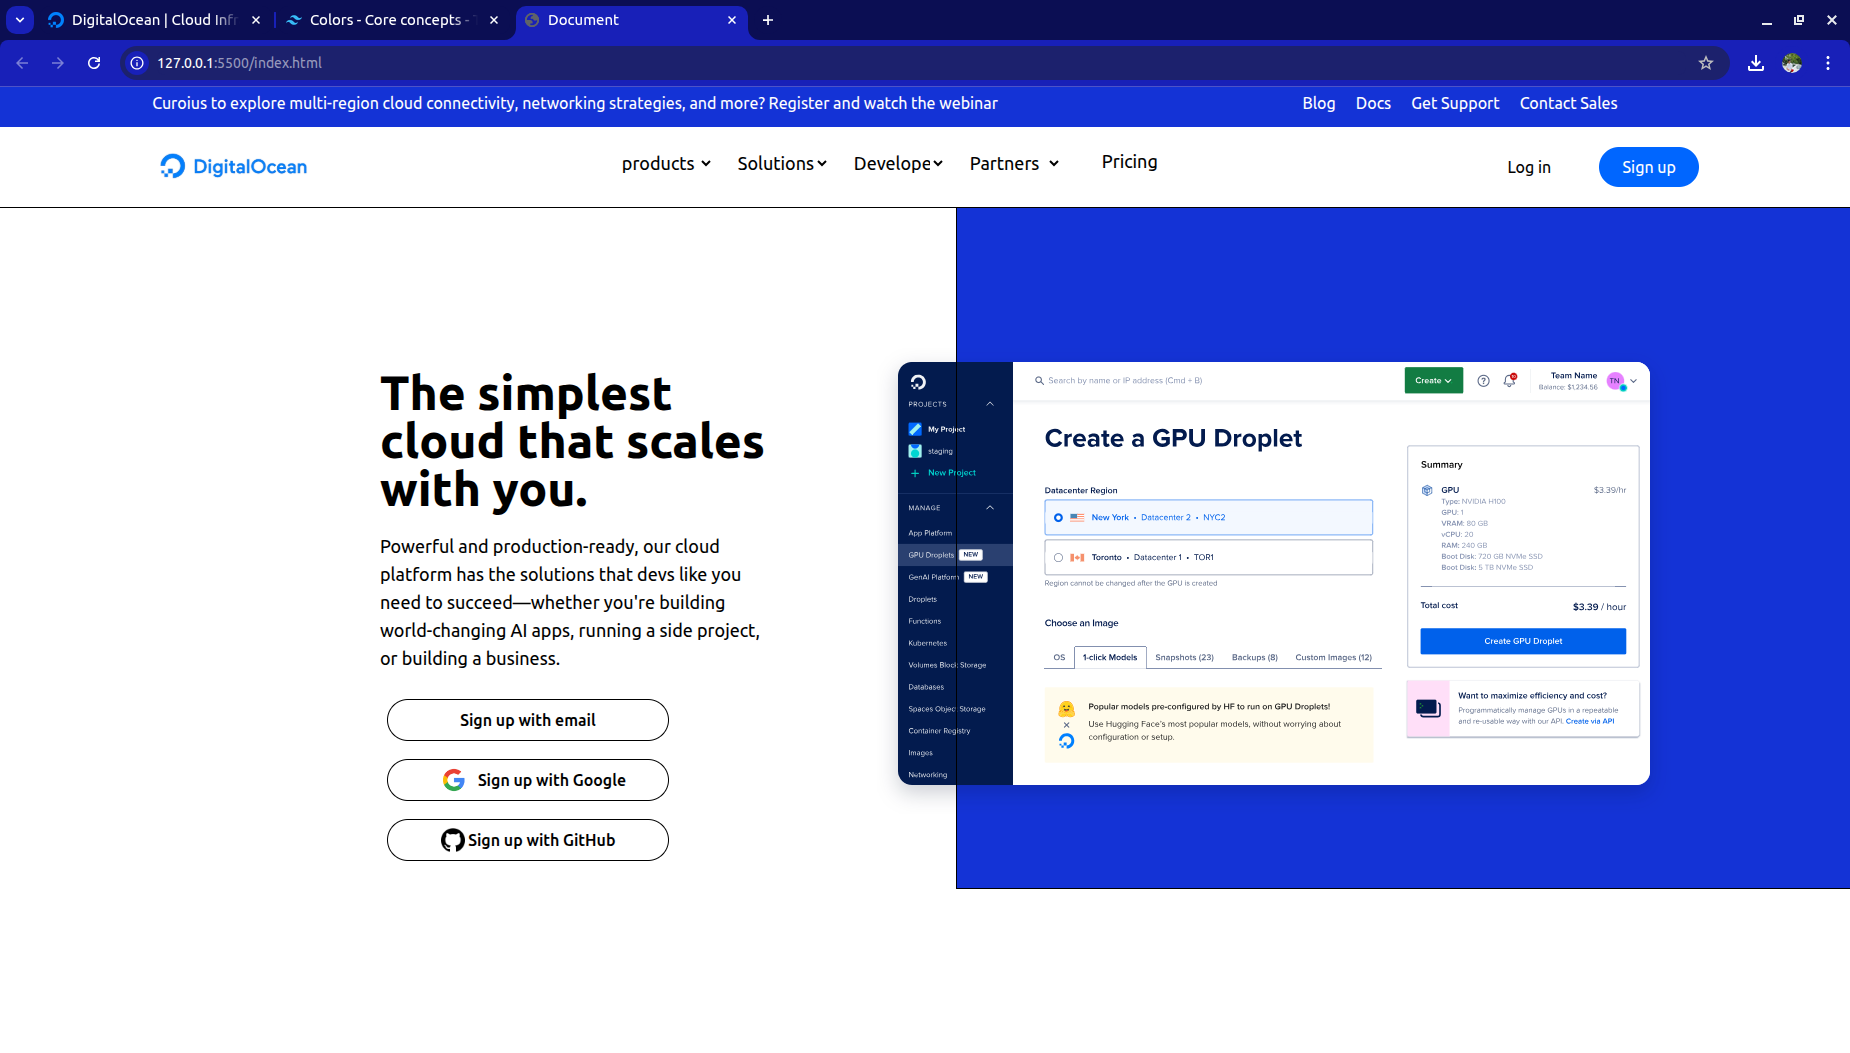 DigitalOcean | Cloud Infr
Colors - Core concepts - T
Document
127.0.0.1:5500/index.html
Curoius to explore multi-region cloud connectivity, networking strategies, and more? Register and watch the webinar
Blog Docs Get Support Contact Sales
DigitalOcean
products Solutions Develope Partners Pricing
Log in Sign up
The simplest
cloud that scales
with you.
Powerful and production-ready, our cloud
platform has the solutions that devs like you
need to succeed—whether you're building
world-changing AI apps, running a side project,
or building a business.
Sign up with email
Sign up with Google
Sign up with GitHub
PROJECTS
My Project
staging
New Project
MANAGE
App Platform
GPU Droplets NEW
GenAI Platform NEW
Droplets
Functions
Kubernetes
Volumes Block Storage
Databases
Spaces Object Storage
Container Registry
Images
Networking
Search by name or IP address (Cmd + B)
Create
Team Name
Balance: $1,234.56
TN
Create a GPU Droplet
Datacenter Region
New York • Datacenter 2 • NYC2
Toronto • Datacenter 1 • TOR1
Region cannot be changed after the GPU is created
Choose an Image
OS 1-click Models Snapshots (23) Backups (8) Custom Images (12)
Popular models pre-configured by HF to run on GPU Droplets!
Use Hugging Face's most popular models, without worrying about
configuration or setup.
Summary
GPU $3.39/hr
Type: NVIDIA H100
GPU: 1
VRAM: 80 GB
vCPU: 20
RAM: 240 GB
Boot Disk: 720 GB NVMe SSD
Boot Disk: 5 TB NVMe SSD
Total cost $3.39 / hour
Create GPU Droplet
Want to maximize efficiency and cost?
Programmatically manage GPUs in a repeatable
and re-usable way with our API. Create via API